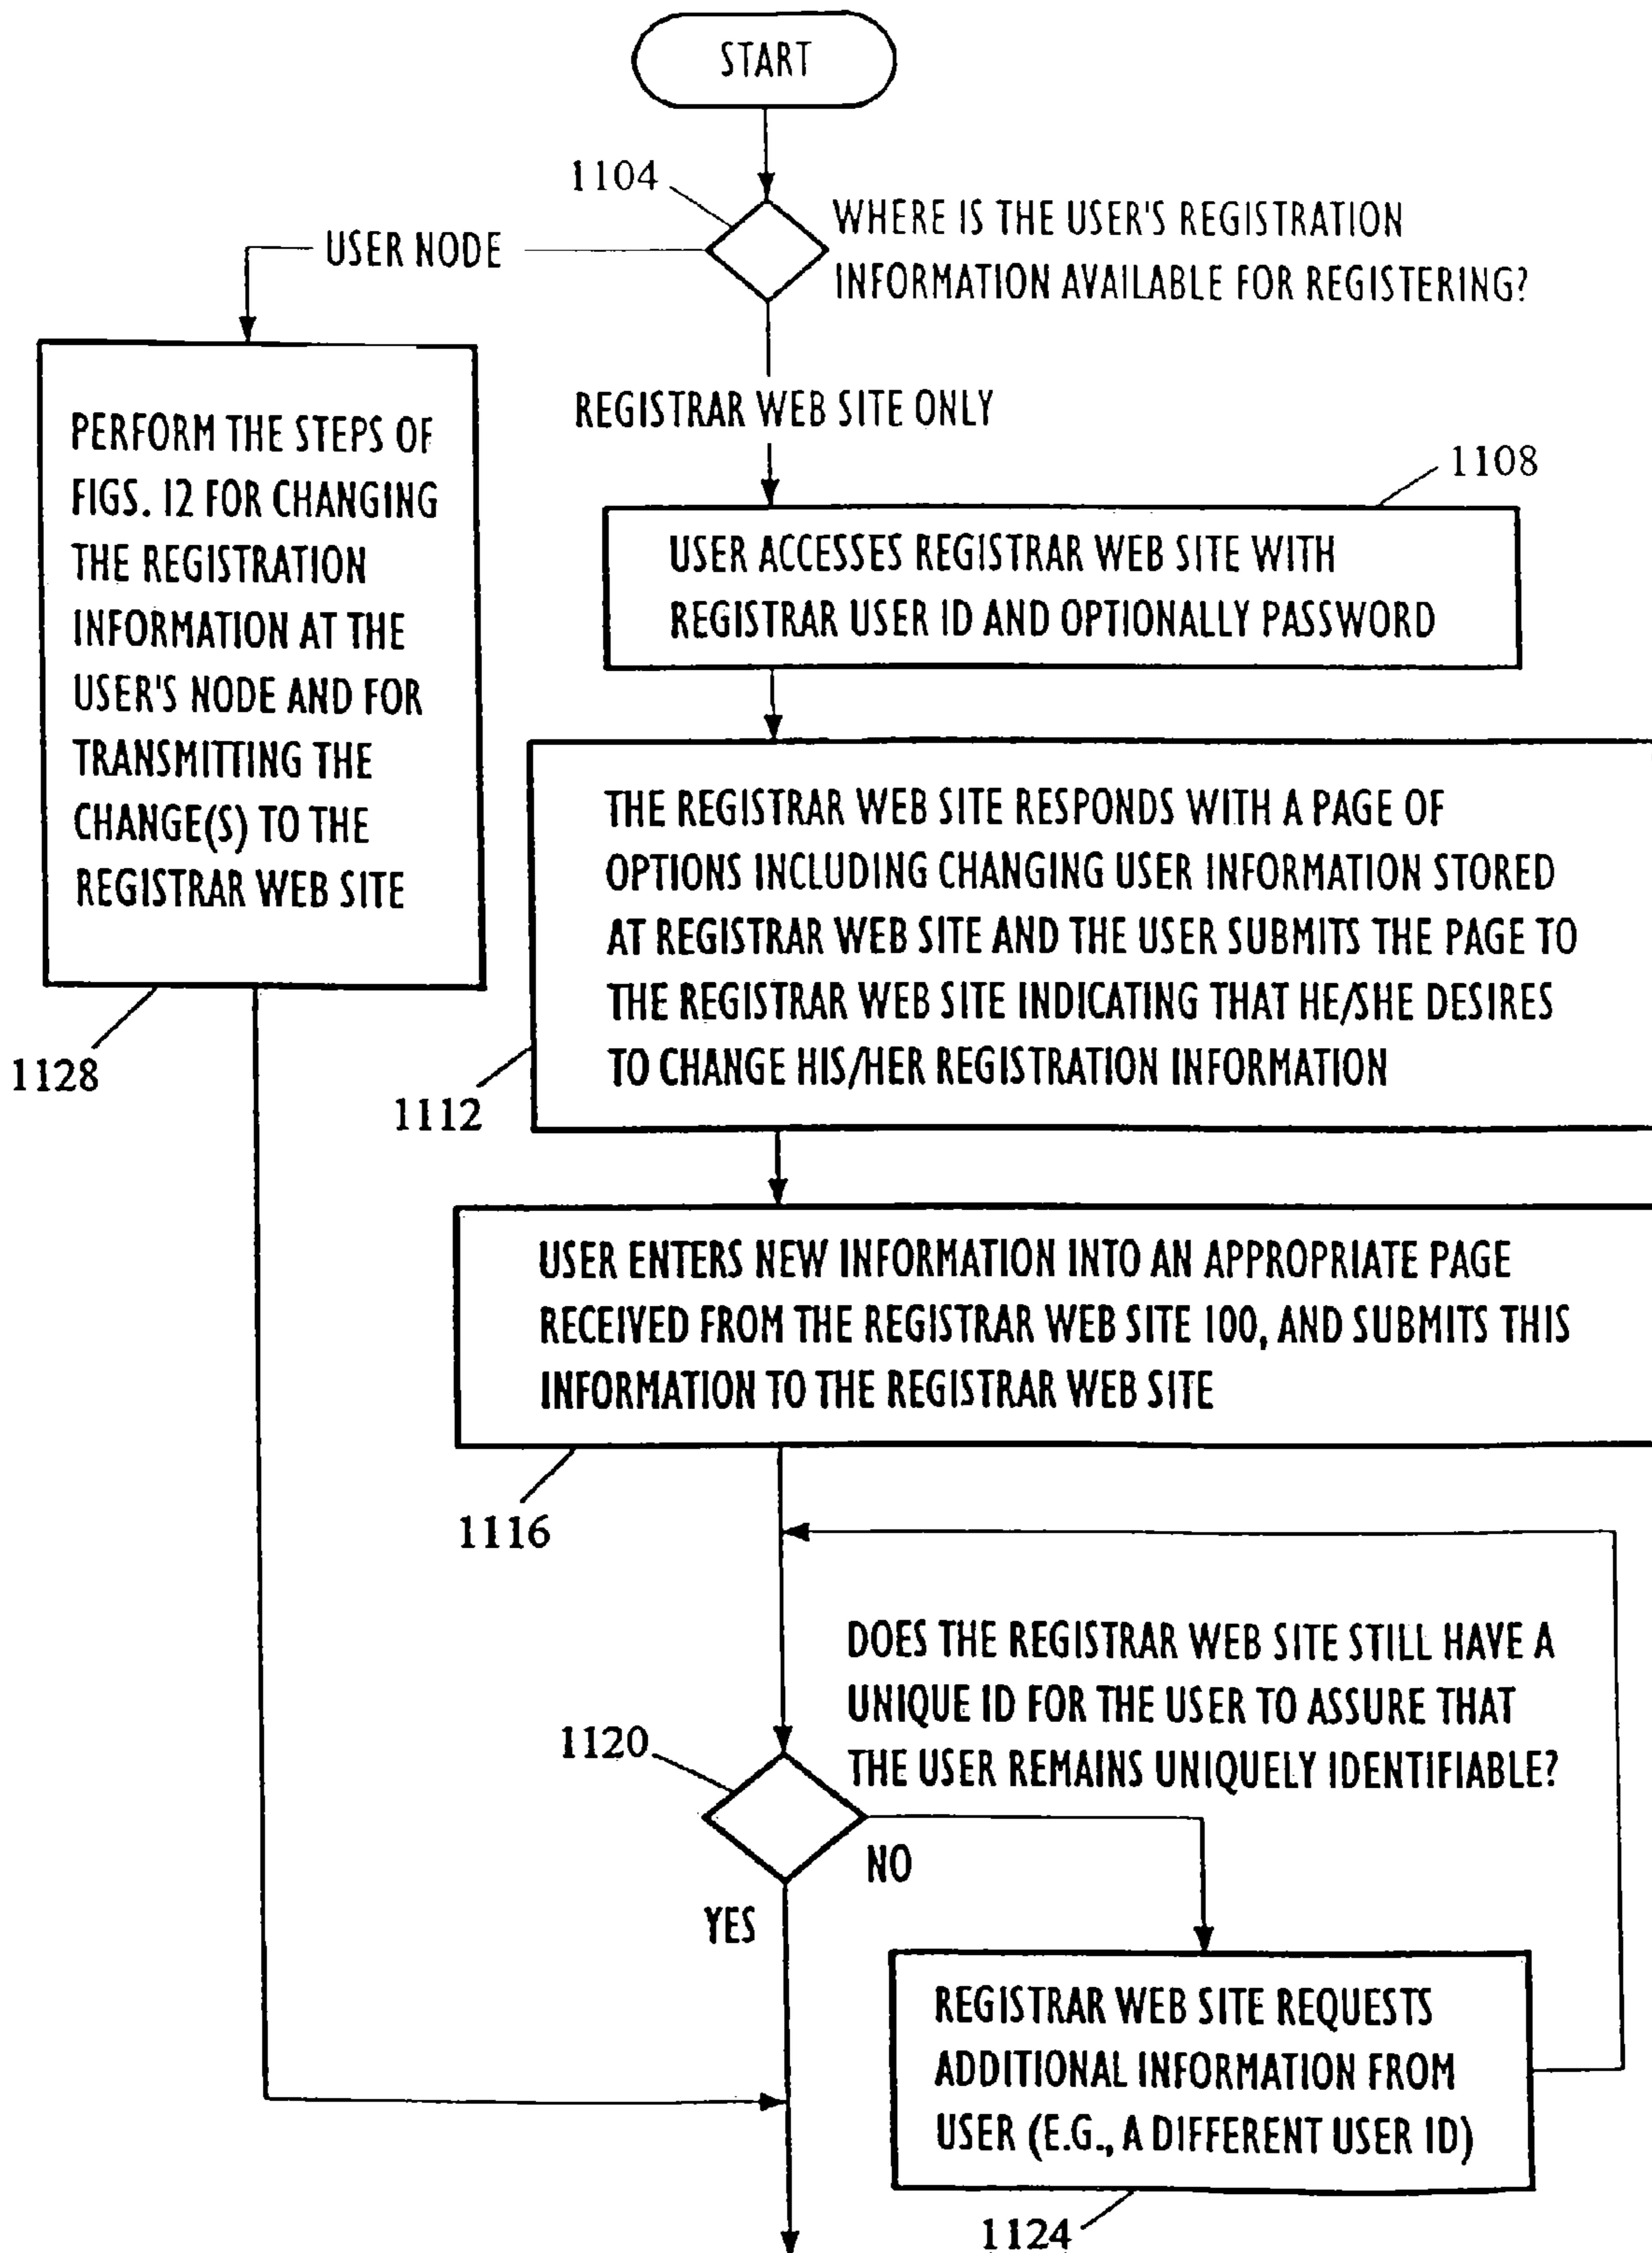 START
1104
WHERE IS THE USER'S REGISTRATION
INFORMATION AVAILABLE FOR REGISTERING?
USER NODE
REGISTRAR WEB SITE ONLY
PERFORM THE STEPS OF
FIGS. 12 FOR CHANGING
THE REGISTRATION
INFORMATION AT THE
USER'S NODE AND FOR
TRANSMITTING THE
CHANGE(S) TO THE
REGISTRAR WEB SITE
1128
1108
USER ACCESSES REGISTRAR WEB SITE WITH
REGISTRAR USER ID AND OPTIONALLY PASSWORD
THE REGISTRAR WEB SITE RESPONDS WITH A PAGE OF
OPTIONS INCLUDING CHANGING USER INFORMATION STORED
AT REGISTRAR WEB SITE AND THE USER SUBMITS THE PAGE TO
THE REGISTRAR WEB SITE INDICATING THAT HE/SHE DESIRES
TO CHANGE HIS/HER REGISTRATION INFORMATION
1112
USER ENTERS NEW INFORMATION INTO AN APPROPRIATE PAGE
RECEIVED FROM THE REGISTRAR WEB SITE 100, AND SUBMITS THIS
INFORMATION TO THE REGISTRAR WEB SITE
1116
DOES THE REGISTRAR WEB SITE STILL HAVE A
UNIQUE ID FOR THE USER TO ASSURE THAT
THE USER REMAINS UNIQUELY IDENTIFIABLE?
1120
NO
YES
REGISTRAR WEB SITE REQUESTS
ADDITIONAL INFORMATION FROM
USER (E.G., A DIFFERENT USER ID)
1124